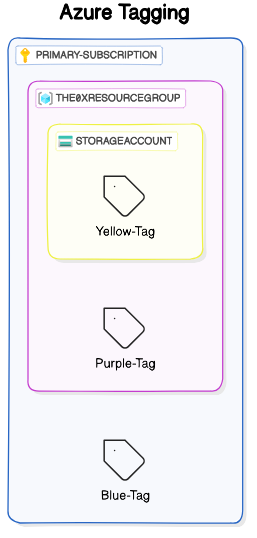 Azure Tagging
PRIMARY-SUBSCRIPTION
THE0XRESOURCEGROUP
STORAGEACCOUNT
Yellow-Tag
Purple-Tag
Blue-Tag